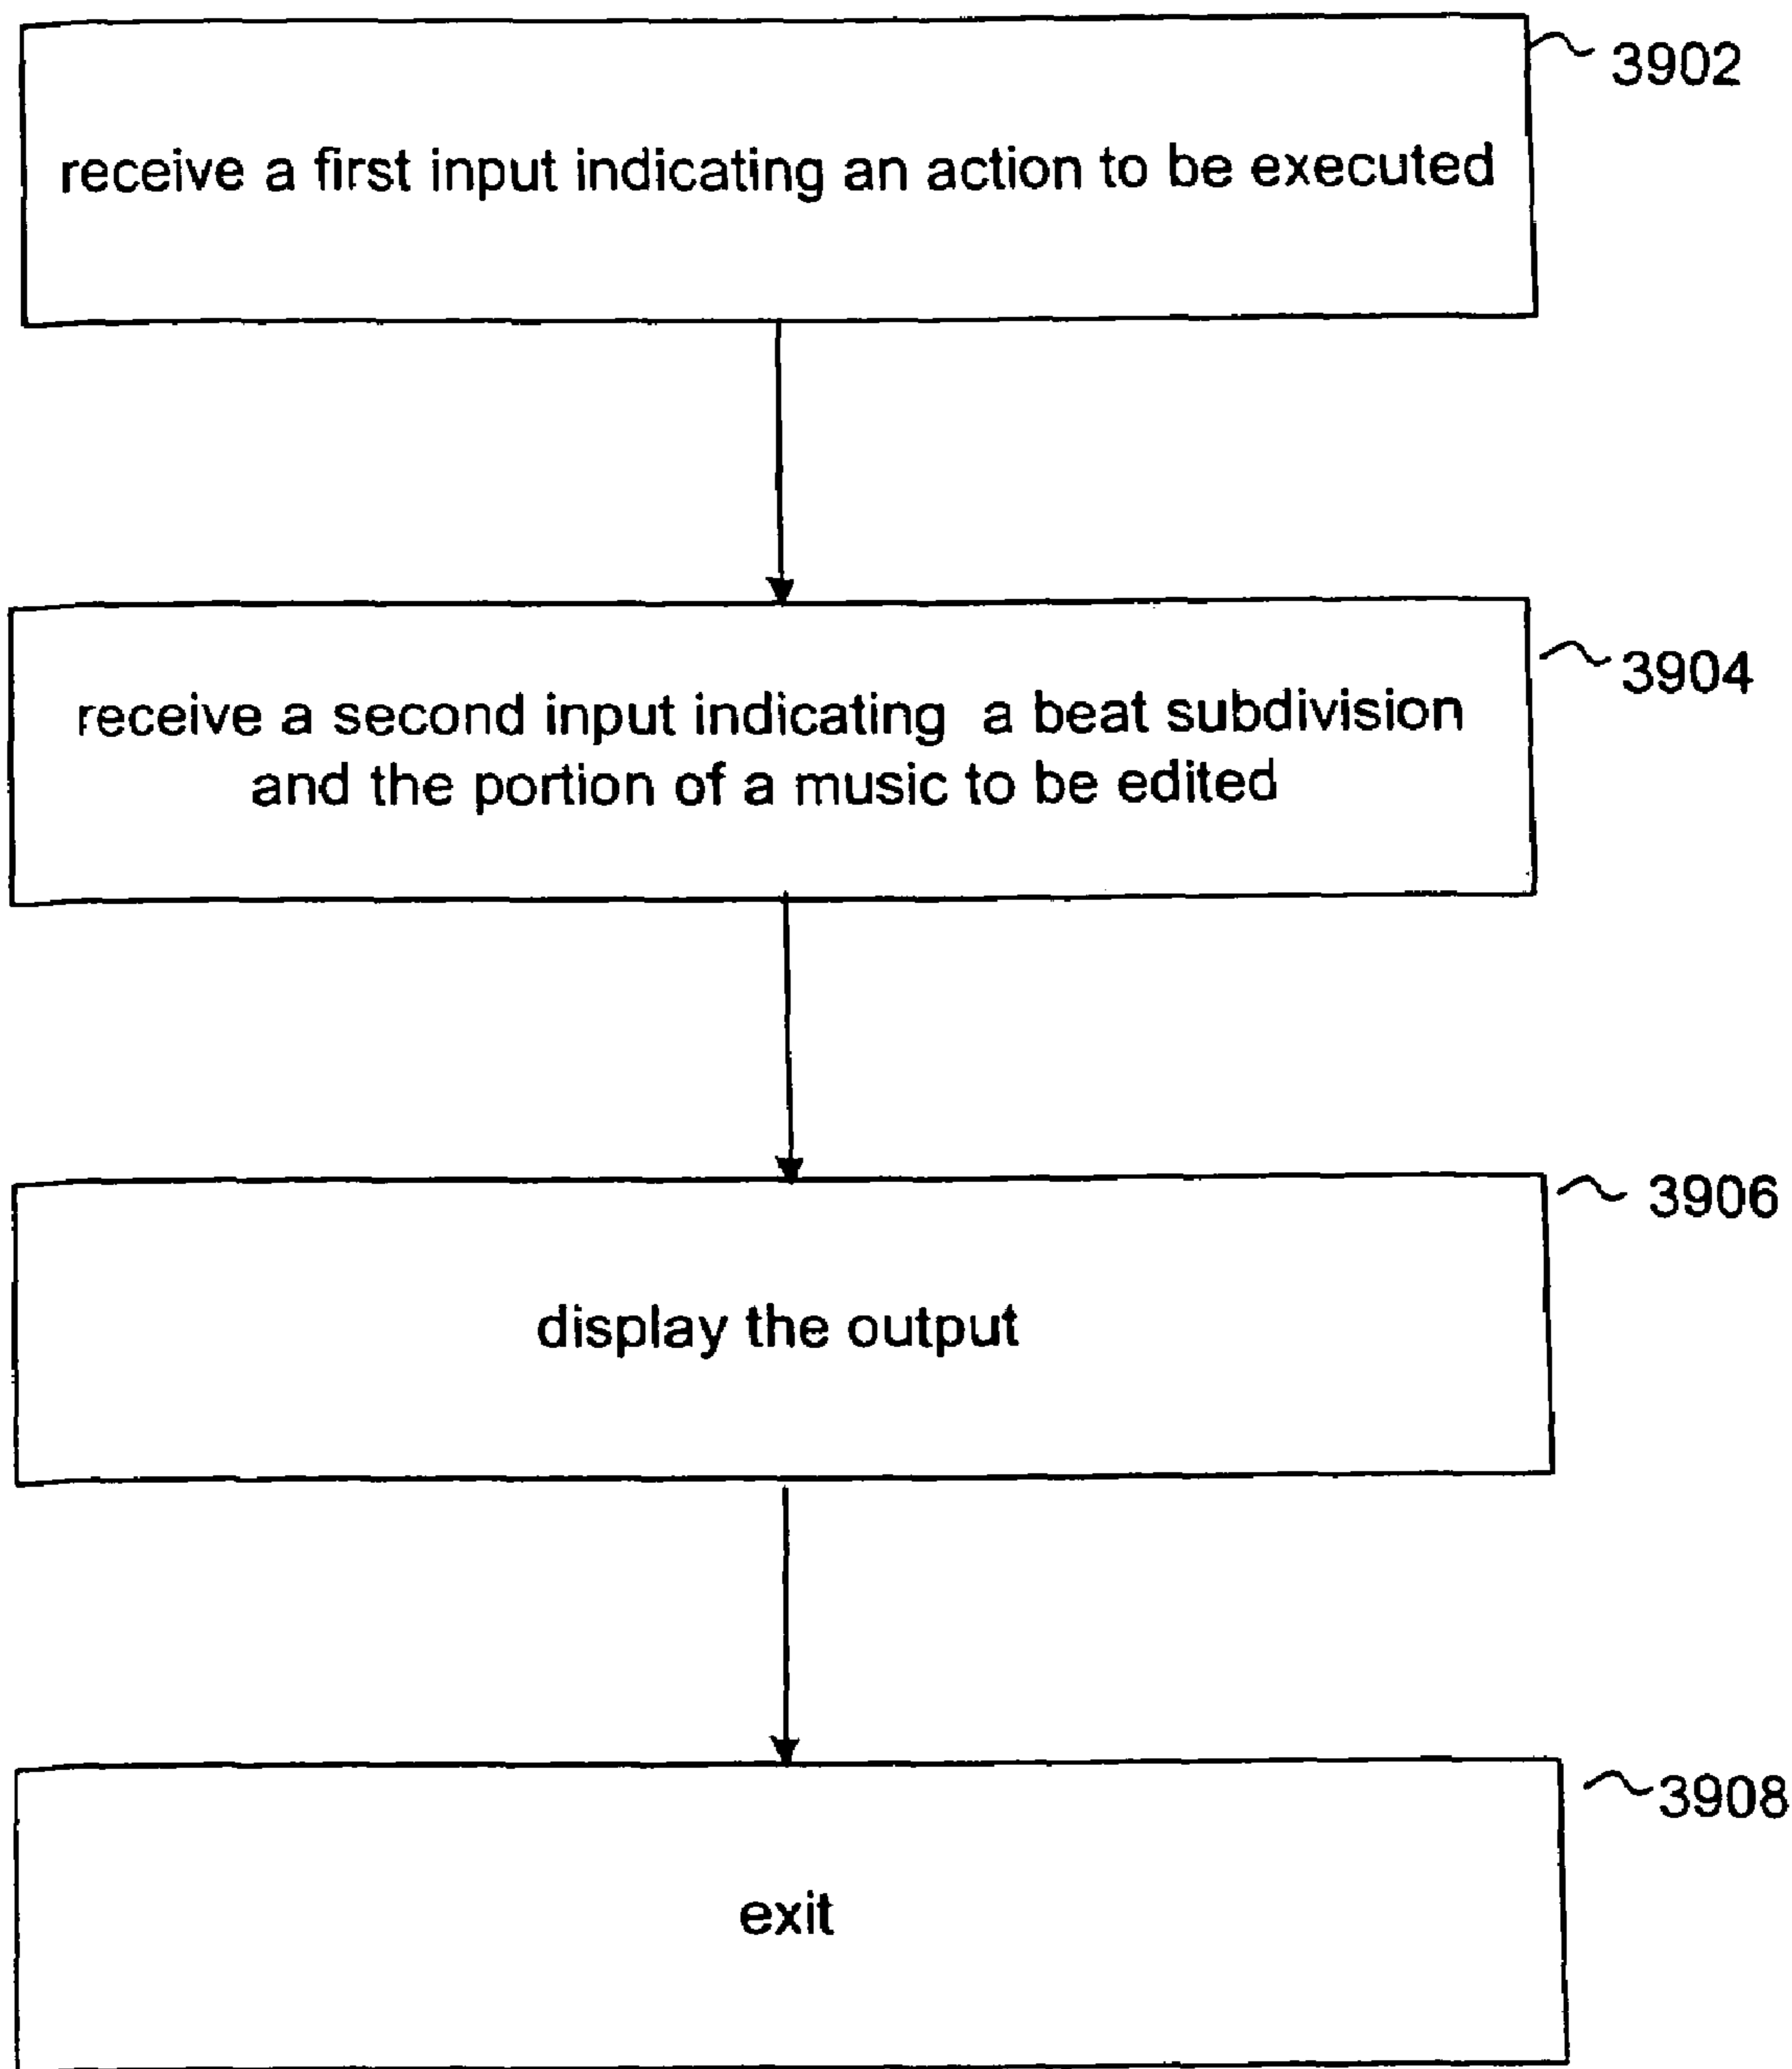 3902
receive a first input indicating an action to be executed
3904
receive a second input indicating a beat subdivision
and the portion of a music to be edited
3906
display the output
3908
exit